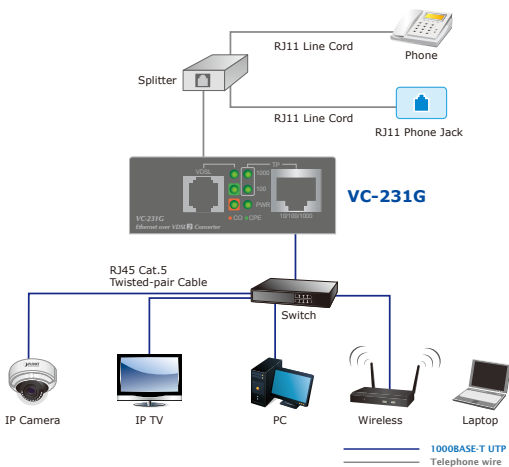 RJ11 Line Cord
Phone
Splitter
RJ11 Line Cord
RJ11 Phone Jack
VDSL
TP
1000
100
PWR
CO CPE
10/100/1000
VC-231G
Ethernet over VDSL2 Converter
VC-231G
RJ45 Cat.5
Twisted-pair Cable
Switch
PLANET
IP Camera
IP TV
PC
Wireless
Laptop
1000BASE-T UTP
Telephone wire